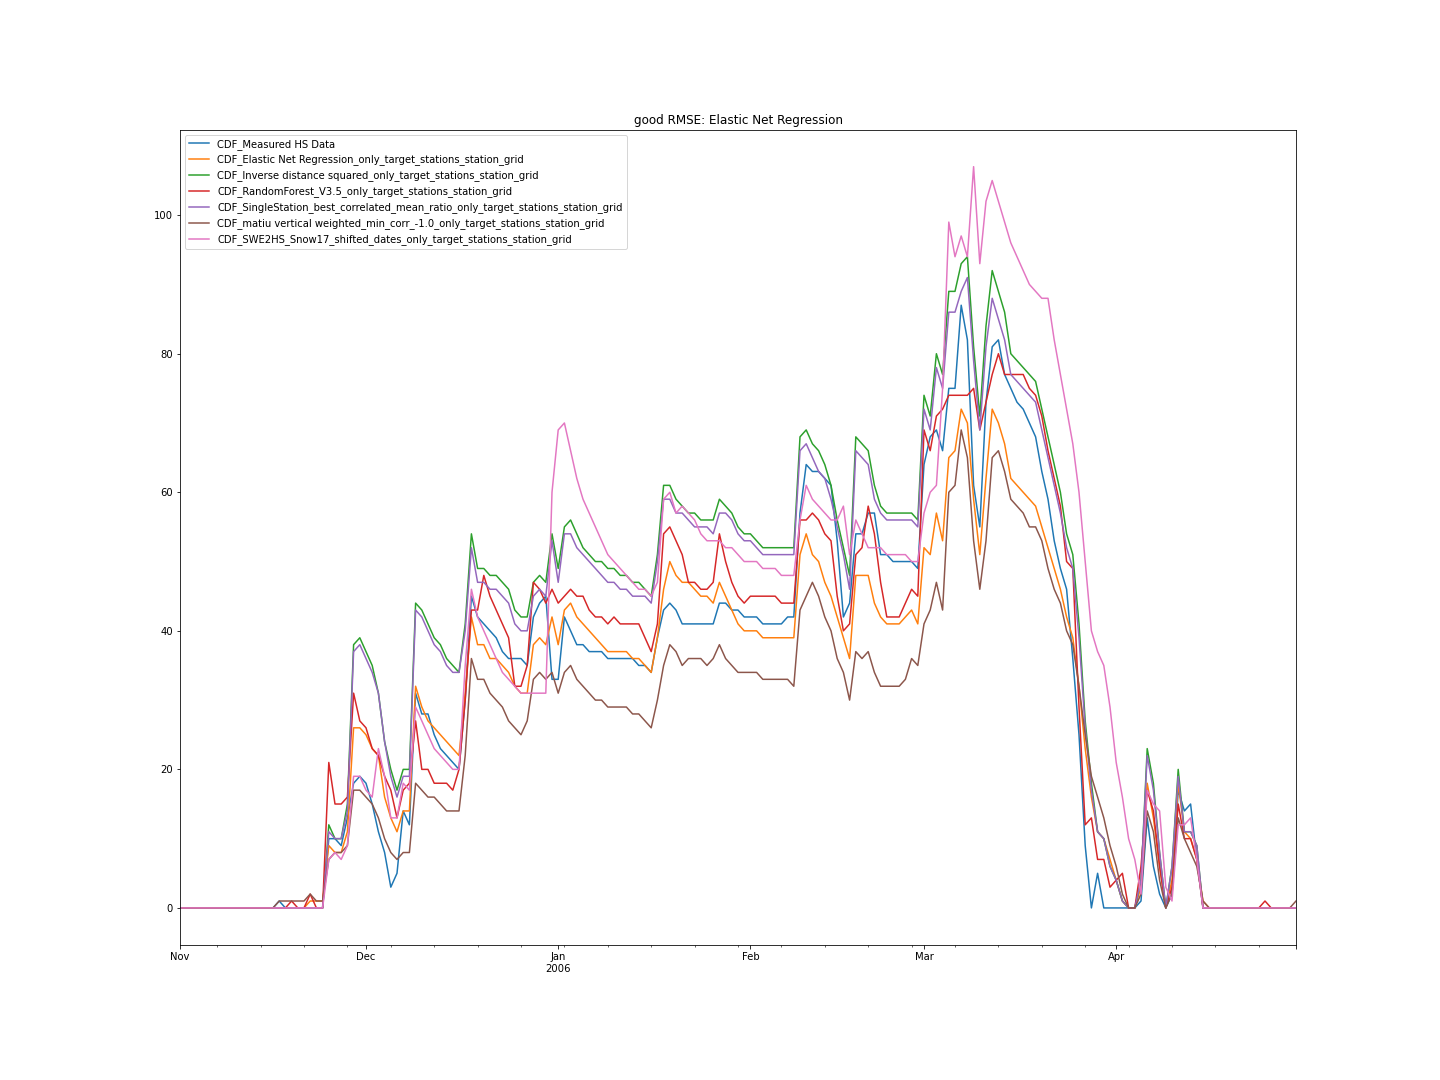 good RMSE: Elastic Net Regression
CDF_Measured HS Data
CDF_Elastic Net Regression_only_target_stations_station_grid
CDF_Inverse distance squared_only_target_stations_station_grid
CDF_RandomForest_V3.5_only_target_stations_station_grid
CDF_SingleStation_best_correlated_mean_ratio_only_target_stations_station_grid
CDF_matiu vertical weighted_min_corr_-1.0_only_target_stations_station_grid
CDF_SWE2HS_Snow17_shifted_dates_only_target_stations_station_grid
100
80
60
40
20
0
Nov Dec Jan Feb Mar Apr
2006